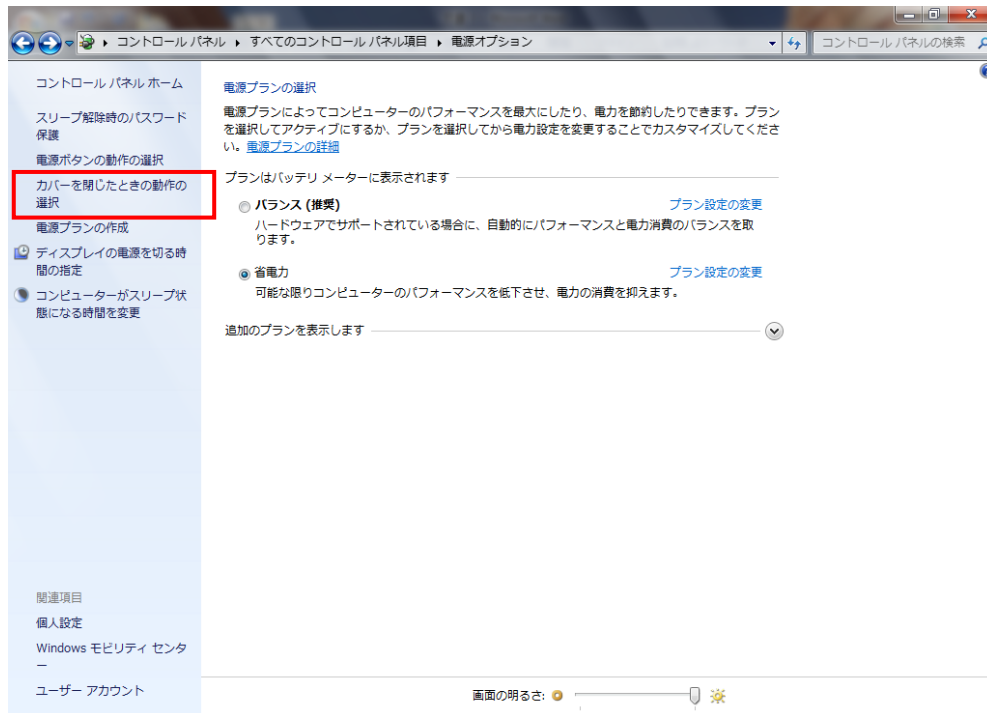 コントロール パネル ▸ すべてのコントロール パネル項目 ▸ 電源オプション
コントロール パネルの検索
コントロール パネル ホーム
スリープ解除時のパスワード
保護
電源ボタンの動作の選択
カバーを閉じたときの動作の
選択
電源プランの作成
ディスプレイの電源を切る時
間の指定
コンピューターがスリープ状
態になる時間を変更
関連項目
個人設定
Windows モビリティ センタ
ー
ユーザー アカウント
電源プランの選択
電源プランによってコンピューターのパフォーマンスを最大にしたり、電力を節約したりできます。プラン
を選択してアクティブにするか、プランを選択してから電力設定を変更することでカスタマイズしてくださ
い。電源プランの詳細
プランはバッテリ メーターに表示されます
バランス (推奨) プラン設定の変更
ハードウェアでサポートされている場合に、自動的にパフォーマンスと電力消費のバランスを取
ります。
省電力 プラン設定の変更
可能な限りコンピューターのパフォーマンスを低下させ、電力の消費を抑えます。
追加のプランを表示します
画面の明るさ: